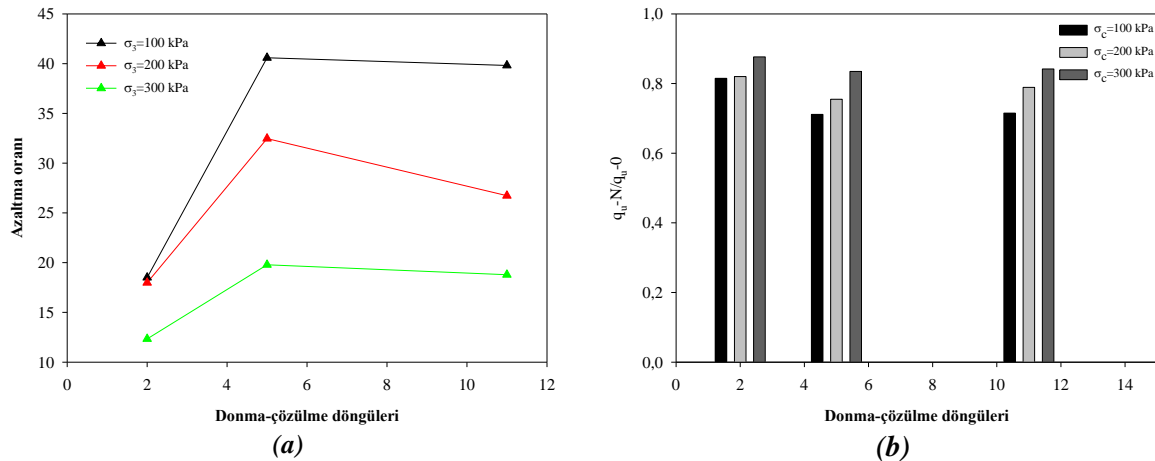 45
40
35
30
25
20
15
10
Azaltma oranı
σ₃=100 kPa
σ₃=200 kPa
σ₃=300 kPa
0 2 4 6 8 10 12
Donma-çözülme döngüleri
(a)
1,0
0,8
0,6
0,4
0,2
0,0
qᵤ-N/qᵤ-0
σc=100 kPa
σc=200 kPa
σc=300 kPa
0 2 4 6 8 10 12 14
Donma-çözülme döngüleri
(b)